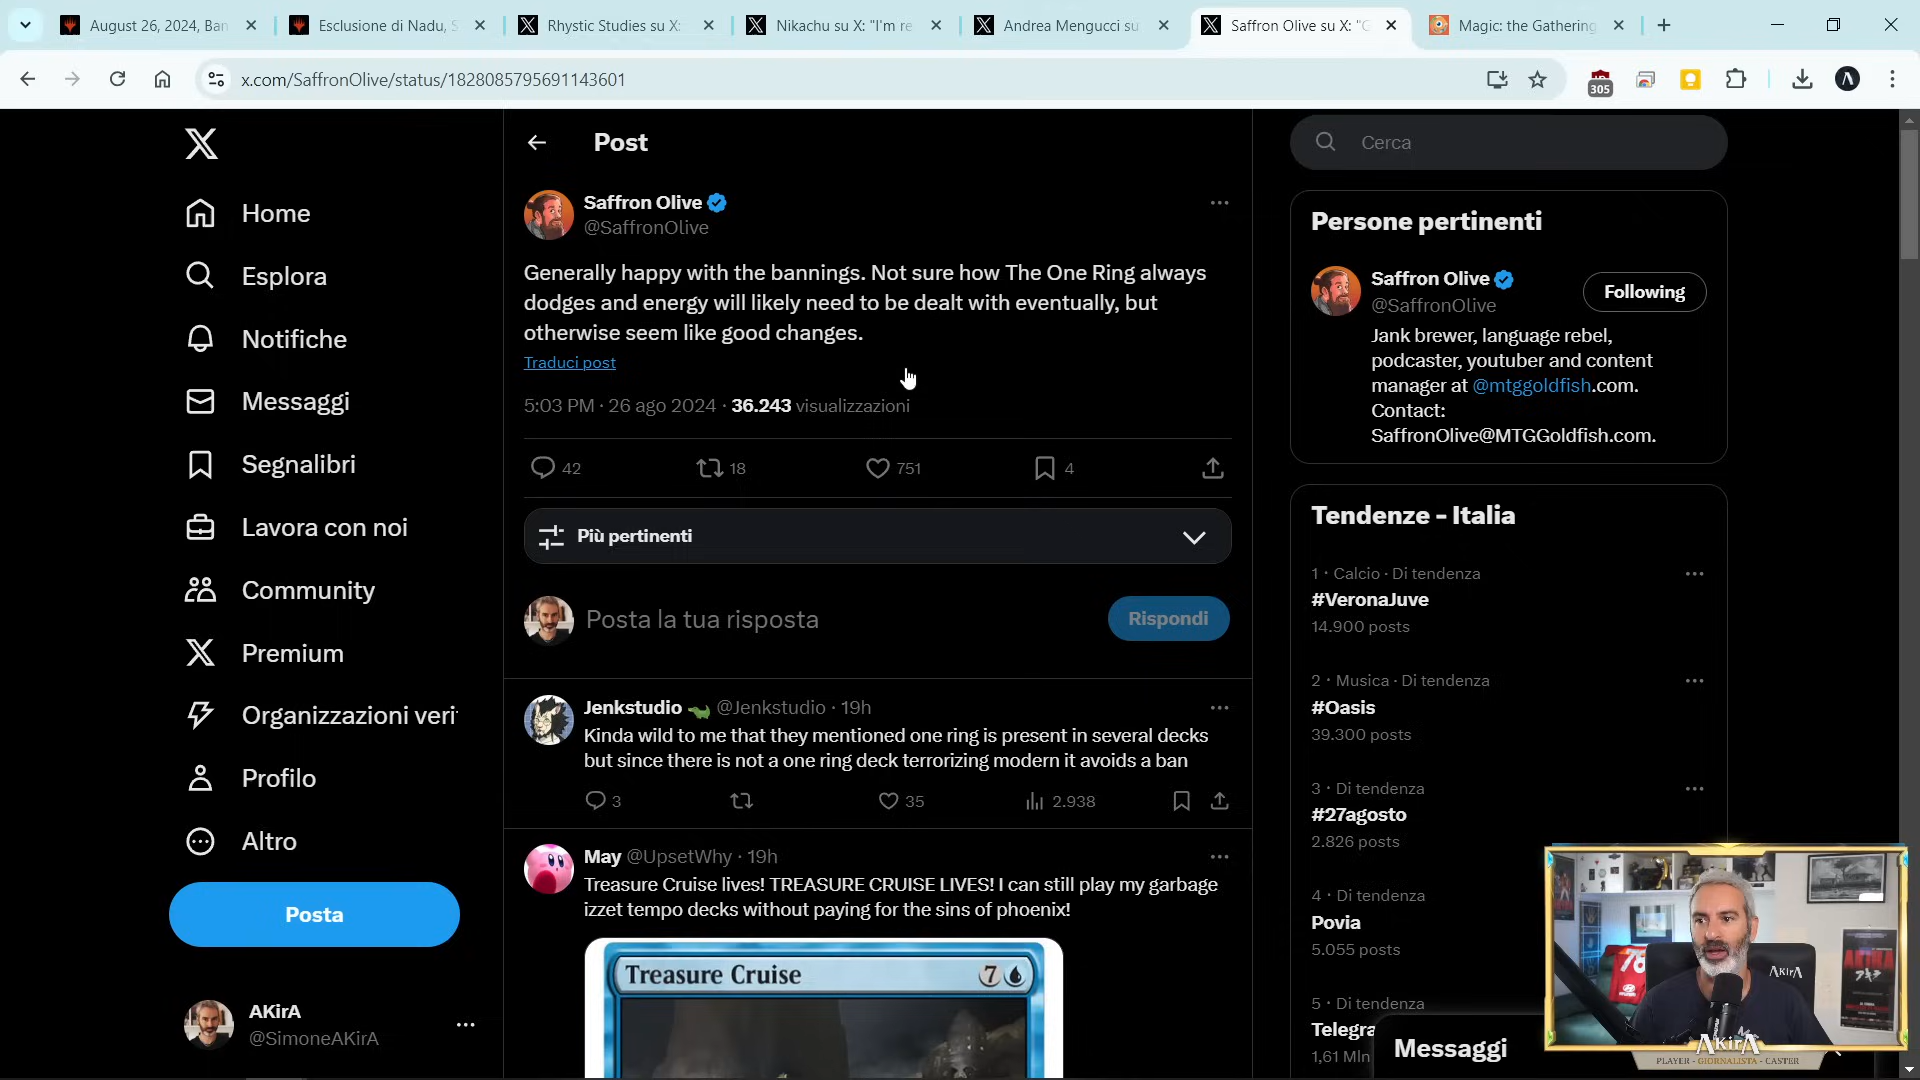 August 26, 2024, Ban
Esclusione di Nadu, S
Rhystic Studies su X:
Nikachu su X: "I'm re
Andrea Mengucci su
Saffron Olive su X: "G
Magic: the Gathering
x.com/SaffronOlive/status/1828085795691143601
305
Home
Esplora
Notifiche
Messaggi
Segnalibri
Lavora con noi
Community
Premium
Organizzazioni veri
Profilo
Altro
Posta
AKirA
@SimoneAKirA
Post
Saffron Olive
@SaffronOlive
Generally happy with the bannings. Not sure how The One Ring always
dodges and energy will likely need to be dealt with eventually, but
otherwise seem like good changes.
Traduci post
5:03 PM · 26 ago 2024 · 36.243 visualizzazioni
42 18 751 4
Più pertinenti
Posta la tua risposta
Rispondi
Jenkstudio @Jenkstudio · 19h
Kinda wild to me that they mentioned one ring is present in several decks
but since there is not a one ring deck terrorizing modern it avoids a ban
3 35 2.938
May @UpsetWhy · 19h
Treasure Cruise lives! TREASURE CRUISE LIVES! I can still play my garbage
izzet tempo decks without paying for the sins of phoenix!
Treasure Cruise 7
Cerca
Persone pertinenti
Saffron Olive
@SaffronOlive
Following
Jank brewer, language rebel,
podcaster, youtuber and content
manager at @mtggoldfish.com.
Contact:
SaffronOlive@MTGGoldfish.com.
Tendenze - Italia
1 · Calcio · Di tendenza
#VeronaJuve
14.900 posts
2 · Musica · Di tendenza
#Oasis
39.300 posts
3 · Di tendenza
#27agosto
2.826 posts
4 · Di tendenza
Povia
5.055 posts
5 · Di tendenza
Telegra
1,61 Mln
Messaggi
76
AKirA
AKIRA
AKirA
PLAYER - GIORNALISTA - CASTER